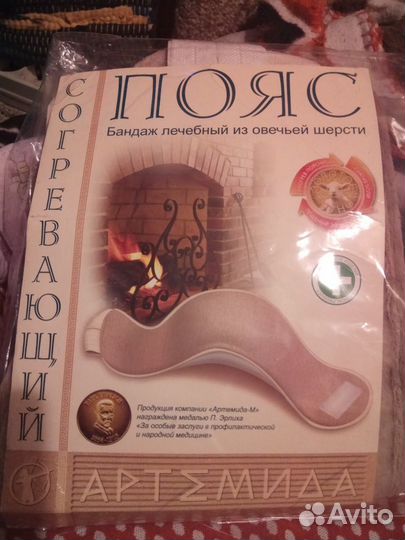 СОГРЕВАЮЩИЙ
ПОЯС
Бандаж лечебный из овечьей шерсти
Продукция компании «Артемида-М»
награждена медалью П. Эрлиха
«За особые заслуги в профилактической
и народной медицине»
АРТЕМИДА
Avito